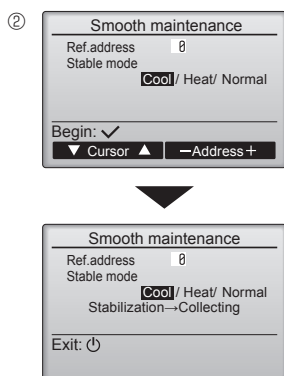 ②
Smooth maintenance
Ref.address 0
Stable mode
Cool / Heat/ Normal
Begin: ✓
▼ Cursor ▲ −Address+
Smooth maintenance
Ref.address 0
Stable mode
Cool / Heat/ Normal
Stabilization→Collecting
Exit: ⏻